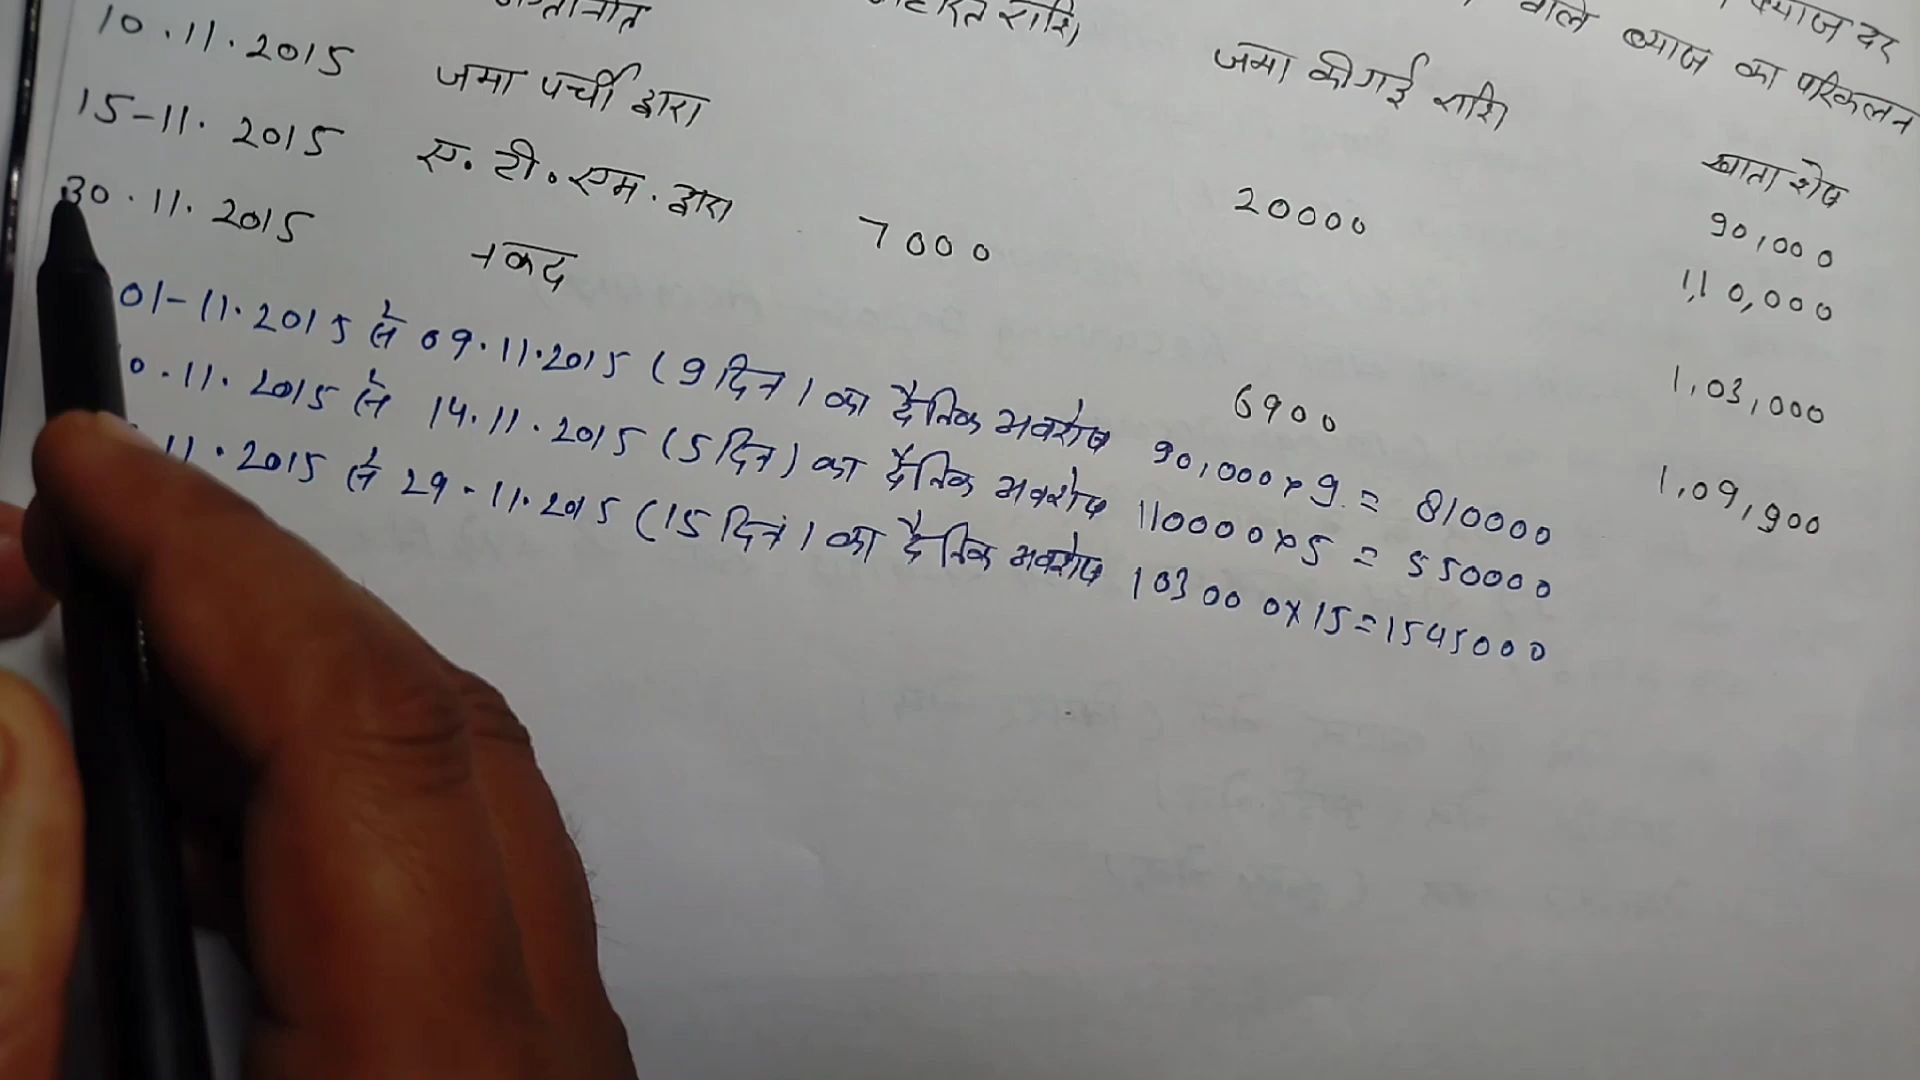 ब्याज दर
वाले ब्याज का परिकलन
राशि जमा की गई राशि खाता शेष
90,000
10.11.2015 जमा पर्ची द्वारा 20000 1,10,000
15-11.2015 ए.टी.एम. द्वारा 7000 1,03,000
30.11.2015 नकद 6900 1,09,900
01-11.2015 से 09.11.2015 (9 दिन) का दैनिक अवशेष 90,000×9 = 810000
0.11.2015 से 14.11.2015 (5 दिन) का दैनिक अवशेष 110000×5 = 550000
11.2015 से 29-11.2015 (15 दिन) का दैनिक अवशेष 103000×15=1545000